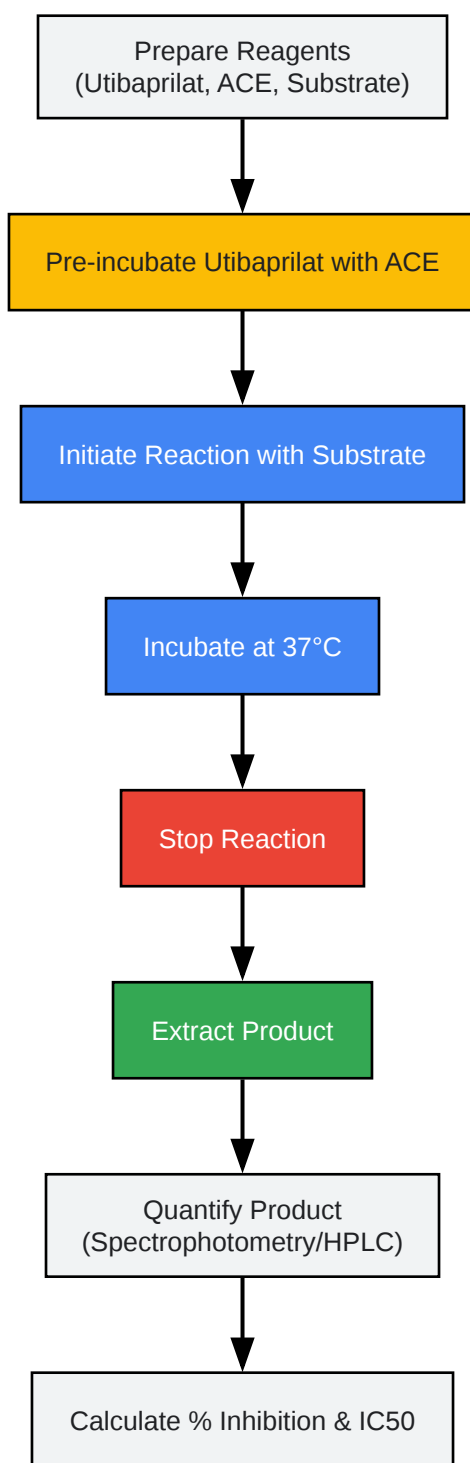 Prepare Reagents
(Utibaprilat, ACE, Substrate)
Pre-incubate Utibaprilat with ACE
Initiate Reaction with Substrate
Incubate at 37°C
Stop Reaction
Extract Product
Quantify Product
(Spectrophotometry/HPLC)
Calculate % Inhibition & IC50